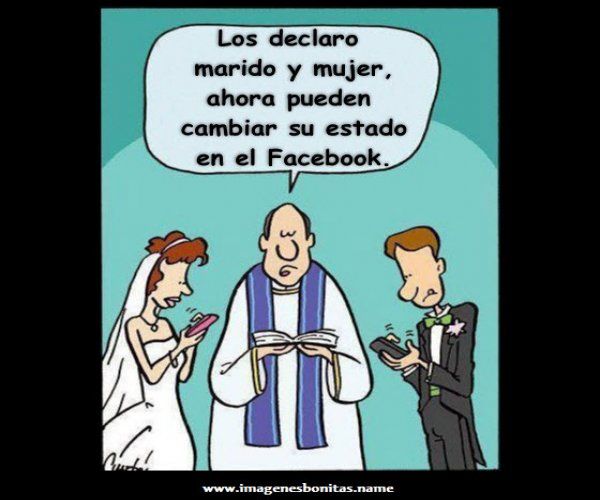 Los declaro
marido y mujer,
ahora pueden
cambiar su estado
en el Facebook.
www.imagenesbonitas.name